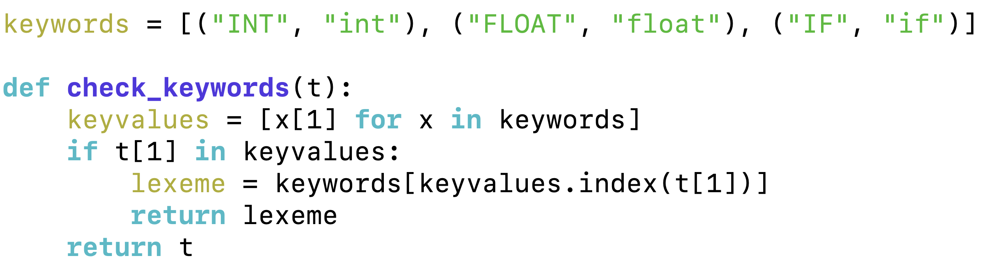 keywords = [("INT", "int"), ("FLOAT", "float"), ("IF", "if")]

def check_keywords(t):
    keyvalues = [x[1] for x in keywords]
    if t[1] in keyvalues:
        lexeme = keywords[keyvalues.index(t[1])]
        return lexeme
    return t